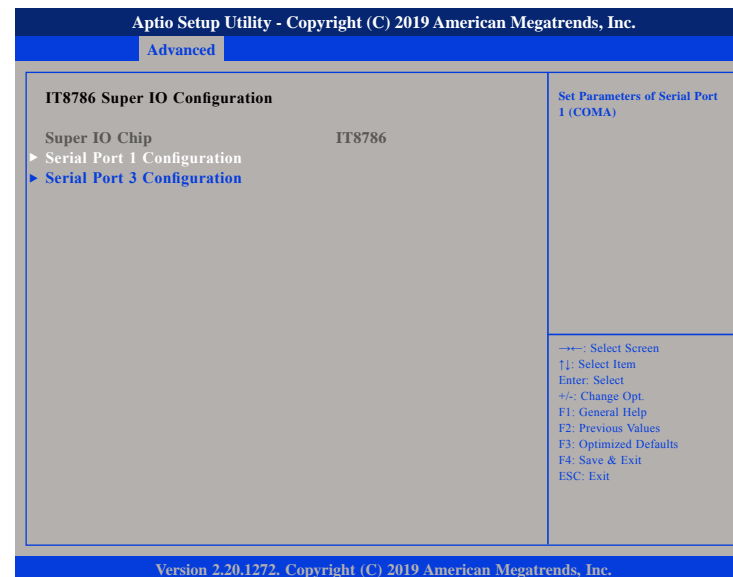 Aptio Setup Utility - Copyright (C) 2019 American Megatrends, Inc.
Advanced
IT8786 Super IO Configuration
Super IO Chip IT8786
► Serial Port 1 Configuration
► Serial Port 3 Configuration
Set Parameters of Serial Port
1 (COMA)
→←: Select Screen
↑↓: Select Item
Enter: Select
+/-: Change Opt.
F1: General Help
F2: Previous Values
F3: Optimized Defaults
F4: Save & Exit
ESC: Exit
Version 2.20.1272. Copyright (C) 2019 American Megatrends, Inc.